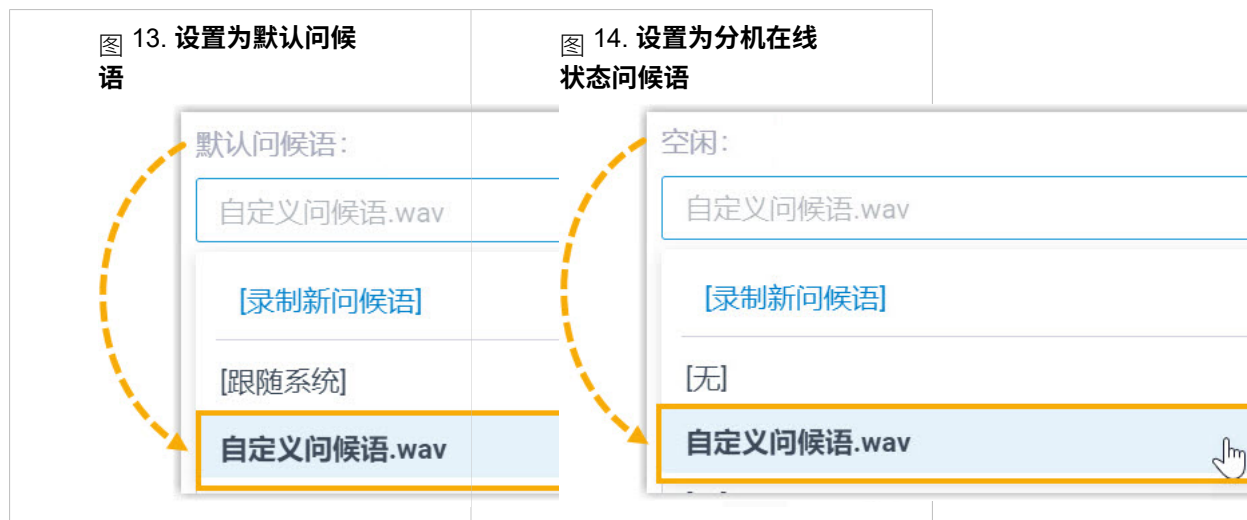 图 13. 设置为默认问候
语
默认问候语：
自定义问候语.wav
[录制新问候语]
[跟随系统]
自定义问候语.wav
图 14. 设置为分机在线
状态问候语
空闲：
自定义问候语.wav
[录制新问候语]
[无]
自定义问候语.wav